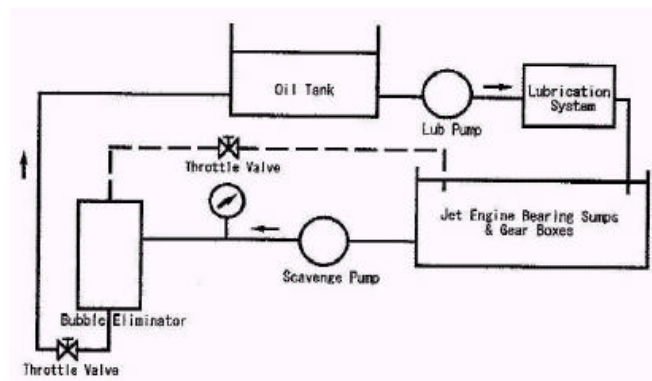 Oil Tank
Lub Pump
Lubrication
System
Throttle Valve
Jet Engine Bearing Sumps
& Gear Boxes
Scavenge Pump
Bubble Eliminator
Throttle Valve